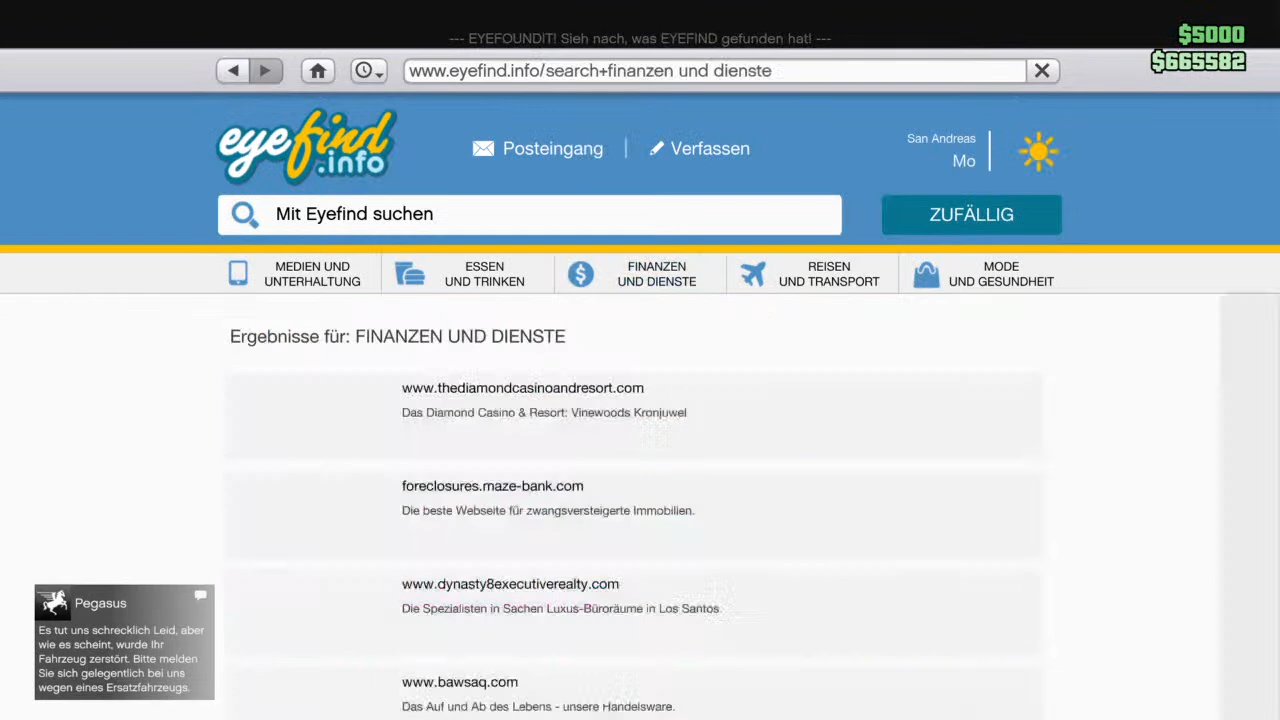 --- EYEFOUNDIT! Sieh nach, was EYEFIND gefunden hat! ---
$5000
$665582
www.eyefind.info/search+finanzen und dienste
eyefind
.info
Posteingang
Verfassen
San Andreas
Mo
Mit Eyefind suchen
ZUFÄLLIG
MEDIEN UND
UNTERHALTUNG
ESSEN
UND TRINKEN
FINANZEN
UND DIENSTE
REISEN
UND TRANSPORT
MODE
UND GESUNDHEIT
Ergebnisse für: FINANZEN UND DIENSTE
www.thediamondcasinoandresort.com
Das Diamond Casino & Resort: Vinewoods Kronjuwel
foreclosures.maze-bank.com
Die beste Webseite für zwangsversteigerte Immobilien.
www.dynasty8executiverealty.com
Die Spezialisten in Sachen Luxus-Büroräume in Los Santos.
www.bawsaq.com
Das Auf und Ab des Lebens - unsere Handelsware.
Pegasus
Es tut uns schrecklich Leid, aber
wie es scheint, wurde Ihr
Fahrzeug zerstört. Bitte melden
Sie sich gelegentlich bei uns
wegen eines Ersatzfahrzeugs.